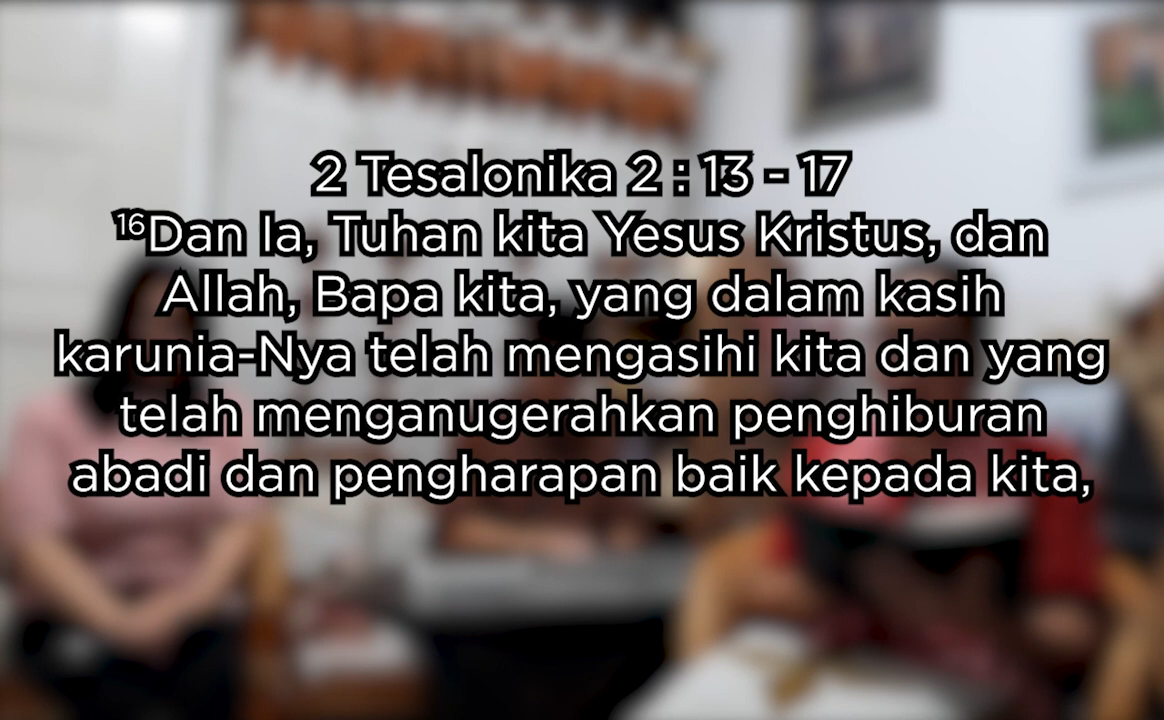 2 Tesalonika 2 : 13 - 17
¹⁶Dan Ia, Tuhan kita Yesus Kristus, dan
Allah, Bapa kita, yang dalam kasih
karunia-Nya telah mengasihi kita dan yang
telah menganugerahkan penghiburan
abadi dan pengharapan baik kepada kita,